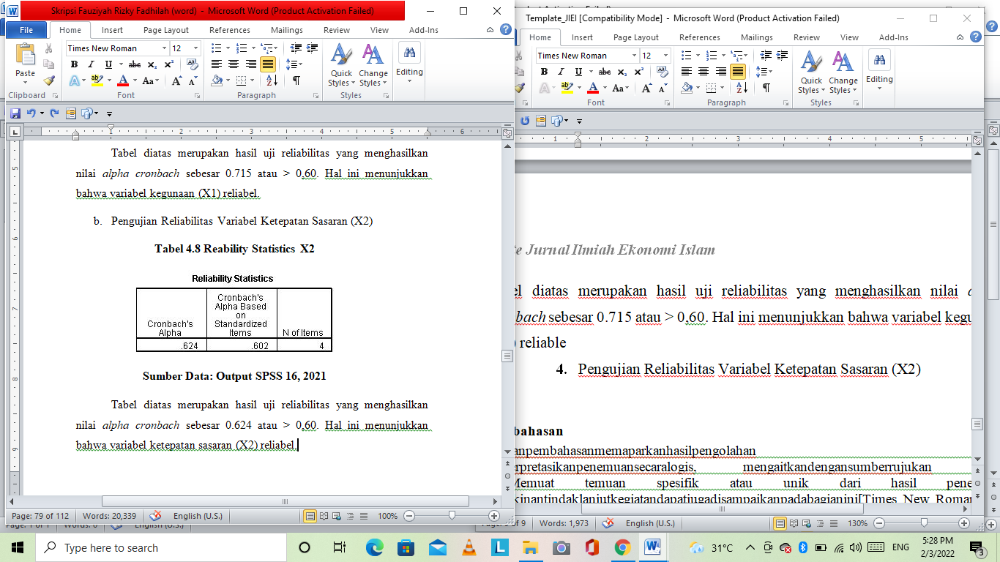 Skripsi Fauziyah Rizky Fadhilah (word) - Microsoft Word (Product Activation Failed)
File Home Insert Page Layout References Mailings Review View Add-Ins
Times New Roman 12
Paste
Quick Styles
Change Styles
Editing
Clipboard Font Paragraph Styles
Tabel diatas merupakan hasil uji reliabilitas yang menghasilkan
nilai alpha cronbach sebesar 0.715 atau > 0,60. Hal ini menunjukkan
bahwa variabel kegunaan (X1) reliabel.
b. Pengujian Reliabilitas Variabel Ketepatan Sasaran (X2)
Tabel 4.8 Reability Statistics X2
Reliability Statistics
Cronbach's Alpha
Cronbach's Alpha Based on Standardized Items
N of Items
.624 .602 4
Sumber Data: Output SPSS 16, 2021
Tabel diatas merupakan hasil uji reliabilitas yang menghasilkan
nilai alpha cronbach sebesar 0.624 atau > 0,60. Hal ini menunjukkan
bahwa variabel ketepatan sasaran (X2) reliabel.
Page: 79 of 112 Words: 20,339 English (U.S.) 100%
Template_JIEI [Compatibility Mode] - Microsoft Word (Product Activation Failed)
Home Insert Page Layout References Mailings Review View Add-Ins
Times New Roman 12
Quick Styles
Change Styles
Editing
Font Paragraph Styles
Jurnal Ilmiah Ekonomi Islam
diatas merupakan hasil uji reliabilitas yang menghasilkan nilai
sebesar 0.715 atau > 0,60. Hal ini menunjukkan bahwa variabel
reliable
4. Pengujian Reliabilitas Variabel Ketepatan Sasaran (X2)
bahasan
anpembahasanmemaparkanhasilpengolahan
rpretasikanpenemuansecaralogis, mengaitkandengansumberrujukan
Memuat temuan spesifik atau unik dari hasil
kinantindaklanjutkegiatandapatjugadisampaikanpadabagianini[Times New Roman
of 9 Words: 1,973 English (U.S.) 130%
Type here to search
31°C
ENG
5:28 PM
2/3/2022
3